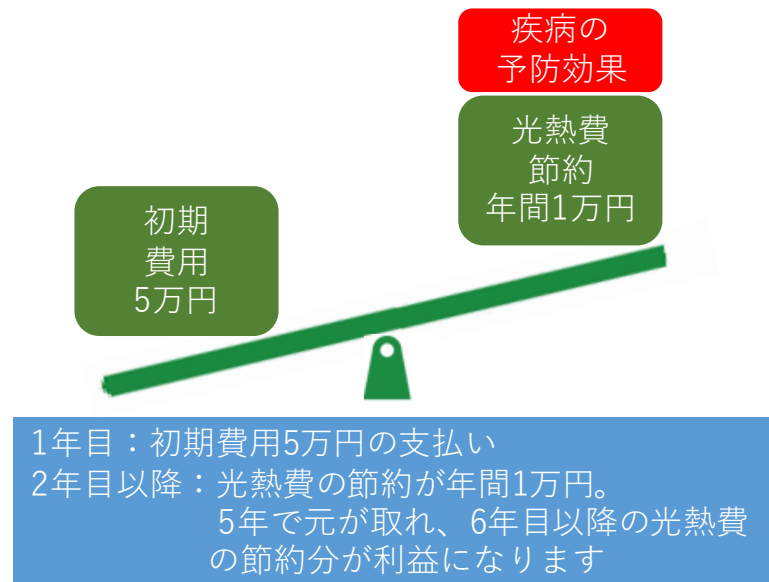 疾病の
予防効果
光熱費
節約
年間1万円
初期
費用
5万円
1年目：初期費用5万円の支払い
2年目以降：光熱費の節約が年間1万円。
5年で元が取れ、6年目以降の光熱費
の節約分が利益になります